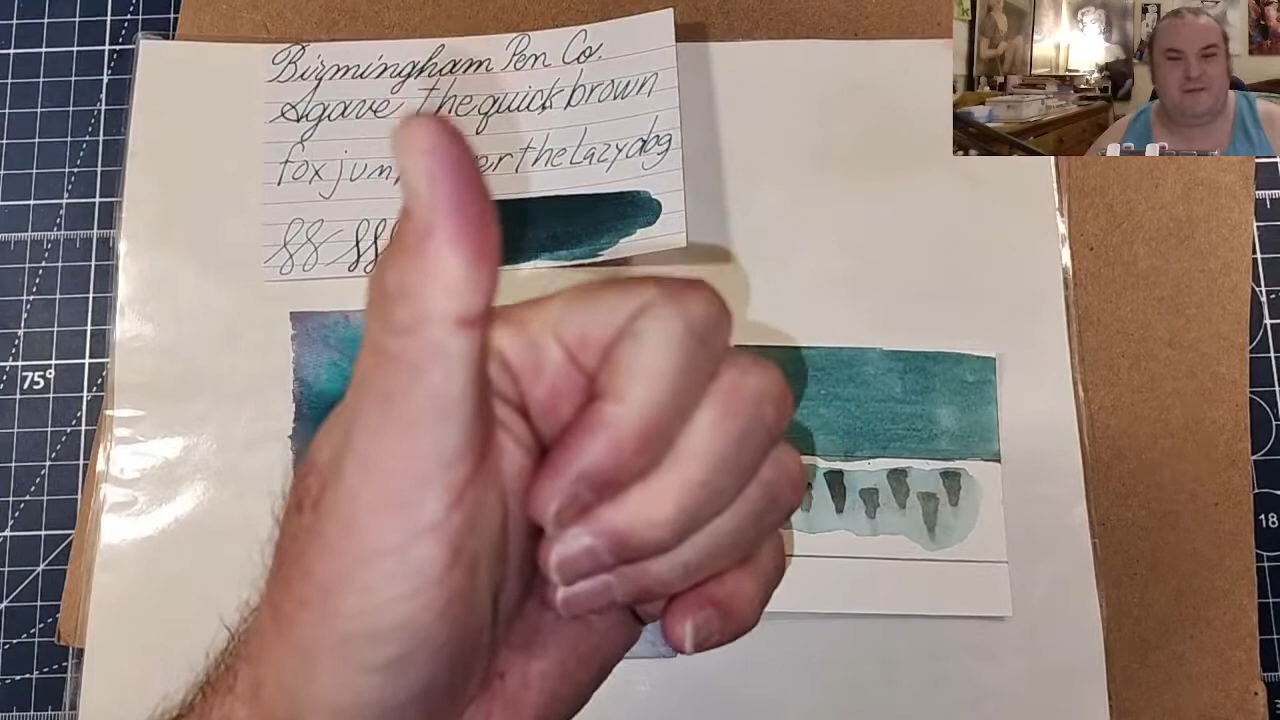 Birmingham Pen Co.
Agave the quick brown
fox jum er the lazy dog
75°
18